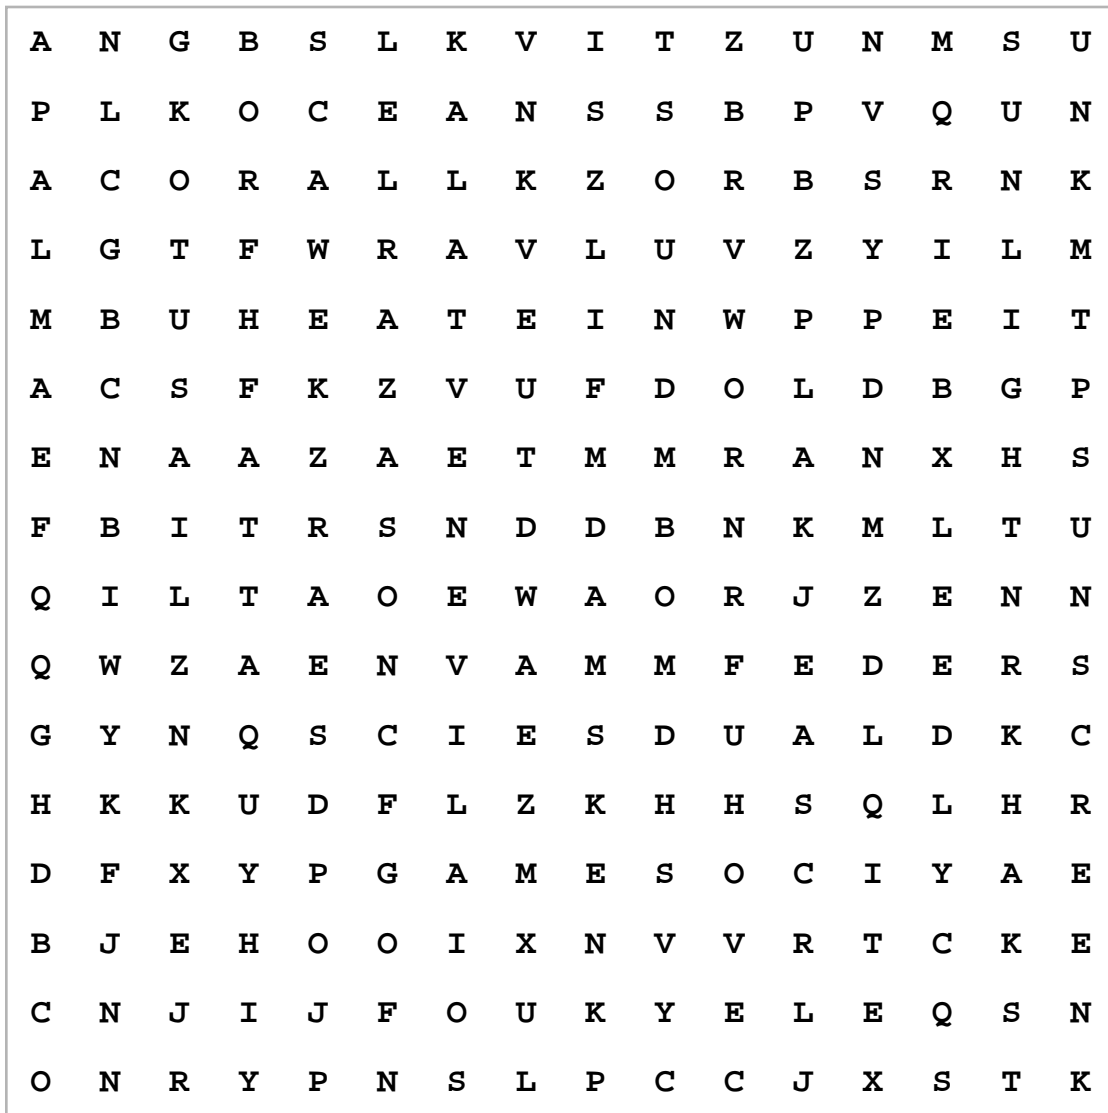 A N G B S L K V I T Z U N M S U
P L K O C E A N S S B P V Q U N
A C O R A L L K Z O R B S R N K
L G T F W R A V L U V Z Y I L M
M B U H E A T E I N W P P E I T
A C S F K Z V U F D O L D B G P
E N A A Z A E T M M R A N X H S
F B I T R S N D D B N K M L T U
Q I L T A O E W A O R J Z E N N
Q W Z A E N V A M M F E D E R S
G Y N Q S C I E S D U A L D K C
H K K U D F L Z K H H S Q L H R
D F X Y P G A M E S O C I Y A E
B J E H O O I X N V V R T C K E
C N J I J F O U K Y E L E Q S N
O N R Y P N S L P C C J X S T K